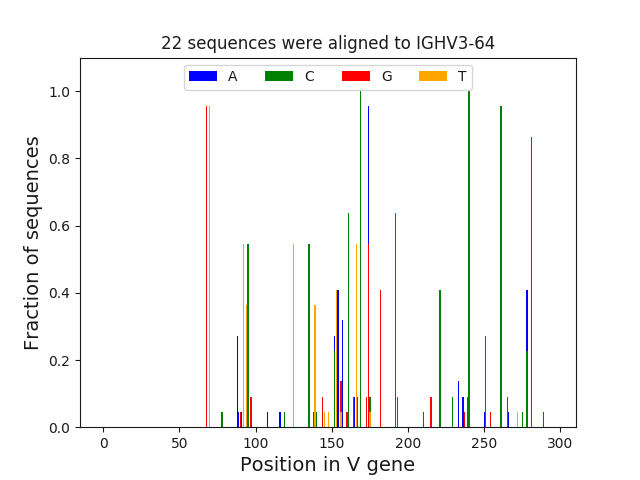 22 sequences were aligned to IGHV3-64
A C G T
1.0
0.8
0.6
0.4
0.2
0.0
Fraction of sequences
0 50 100 150 200 250 300
Position in V gene